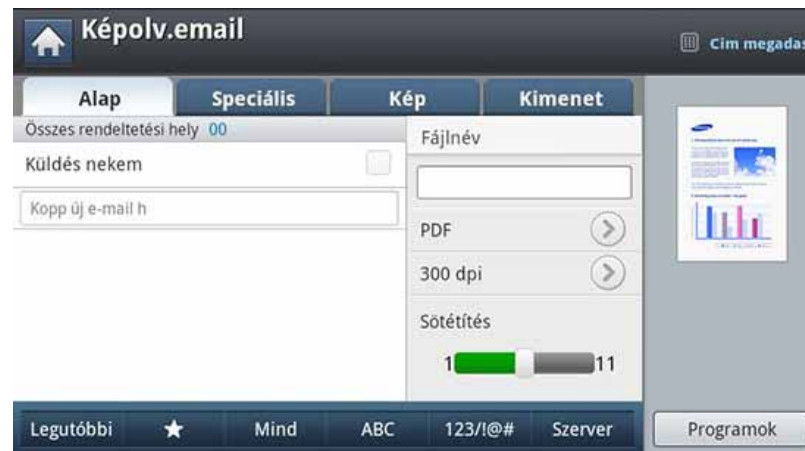 Képolv.email
Cím megadás
Alap
Speciális
Kép
Kimenet
Összes rendeltetési hely 00
Küldés nekem
Kopp új e-mail h
Fájlnév
PDF
300 dpi
Sötétítés
1 11
Legutóbbi
Mind
ABC
123/!@#
Szerver
Programok